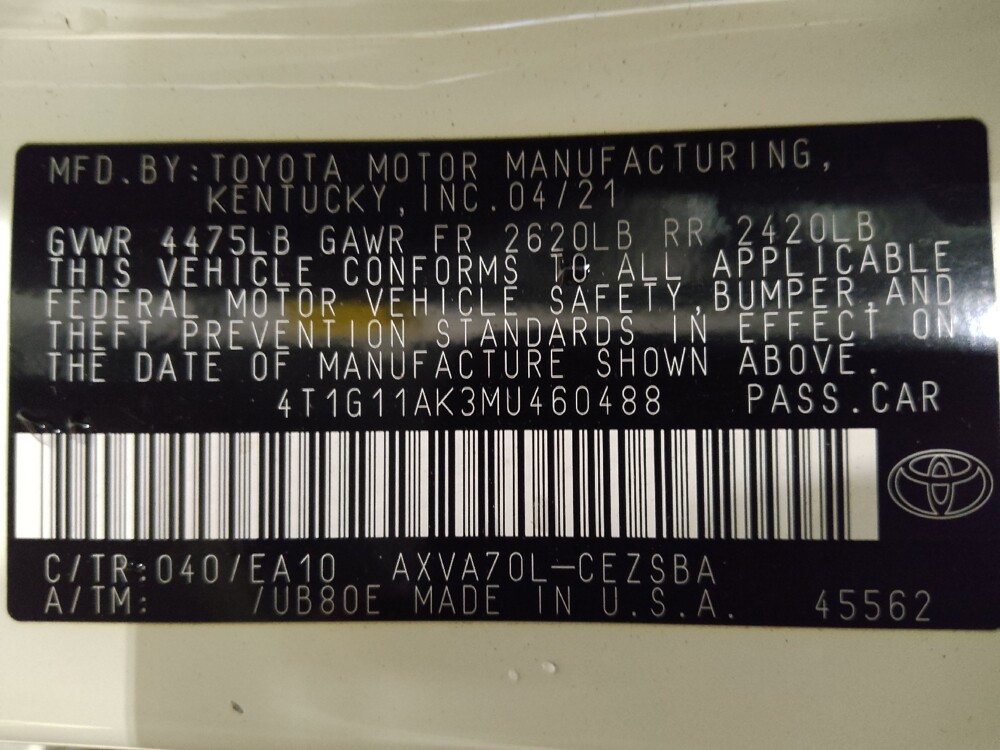 MFD.BY:TOYOTA MOTOR MANUFACTURING,
KENTUCKY,INC.04/21
GVWR 4475LB GAWR FR 2620LB RR 2420LB
THIS VEHICLE CONFORMS TO ALL APPLICABLE
FEDERAL MOTOR VEHICLE SAFETY,BUMPER,AND
THEFT PREVENTION STANDARDS IN EFFECT ON
THE DATE OF MANUFACTURE SHOWN ABOVE.
4T1G11AK3MU460488 PASS.CAR
C/TR:040/EA10 AXVA70L-CEZSBA
A/TM: /UB80E MADE IN U.S.A. 45562